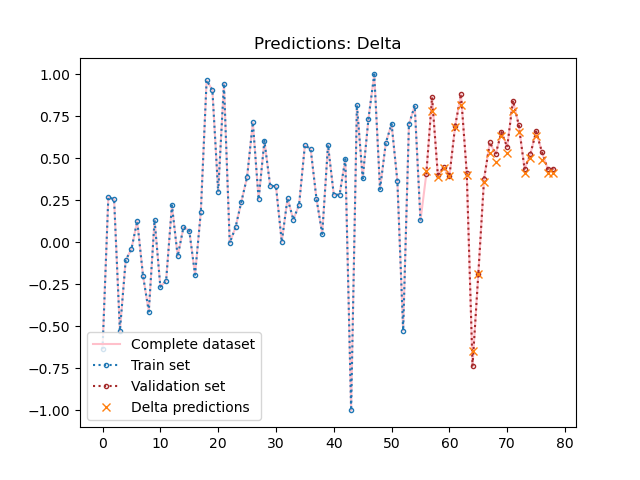 Predictions: Delta
1.00
0.75
0.50
0.25
0.00
−0.25
−0.50
−0.75
−1.00
Complete dataset
Train set
Validation set
Delta predictions
0 10 20 30 40 50 60 70 80